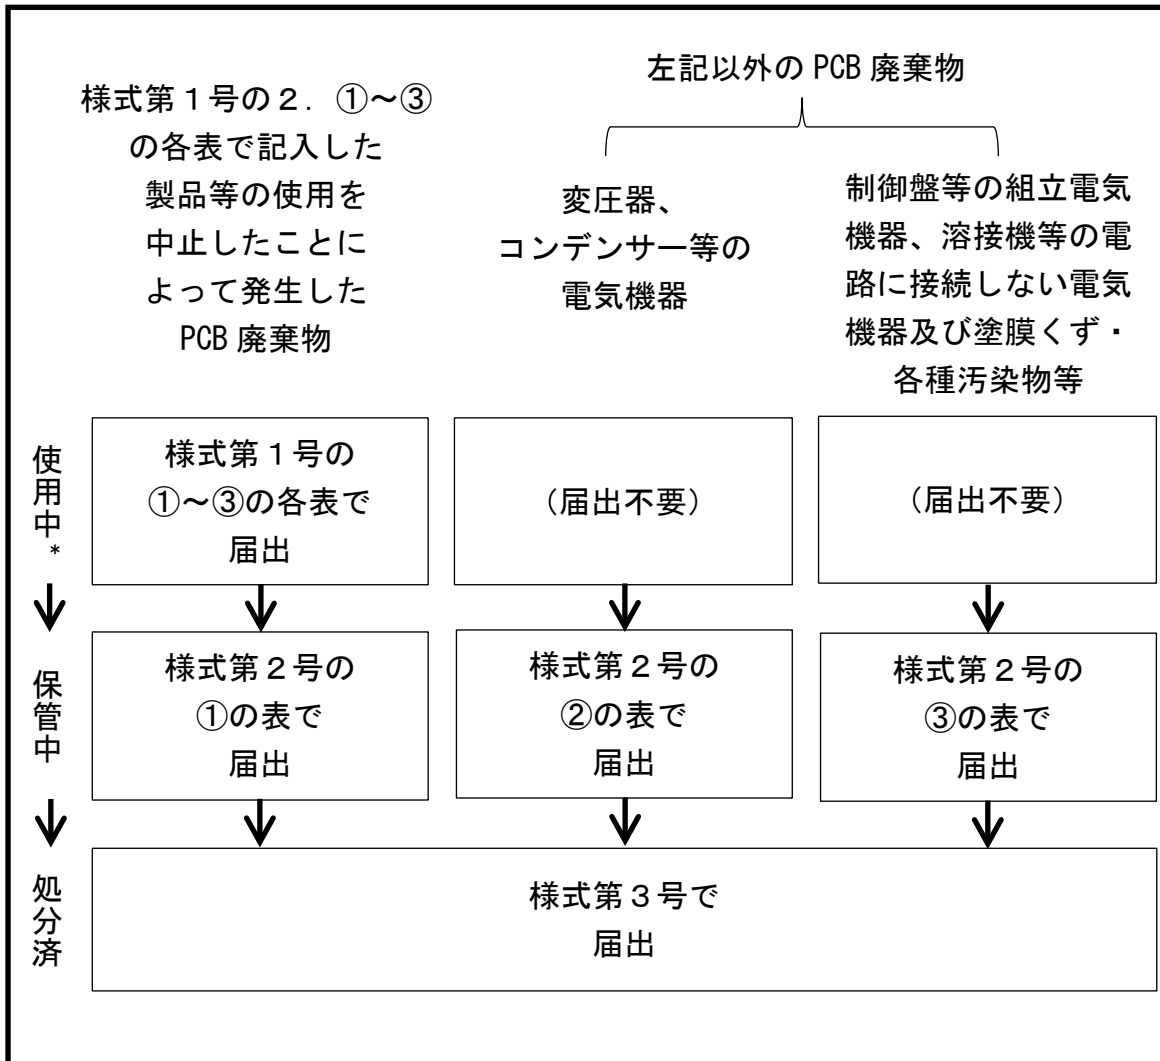 左記以外の PCB 廃棄物
様式第１号の２．①～③
の各表で記入した
製品等の使用を
中止したことに
よって発生した
PCB 廃棄物
変圧器、
コンデンサー等の
電気機器
制御盤等の組立電気
機器、溶接機等の電
路に接続しない電気
機器及び塗膜くず・
各種汚染物等
使用中*
様式第１号の
①～③の各表で
届出
（届出不要）
（届出不要）
保管中
様式第２号の
①の表で
届出
様式第２号の
②の表で
届出
様式第２号の
③の表で
届出
処分済
様式第３号で
届出